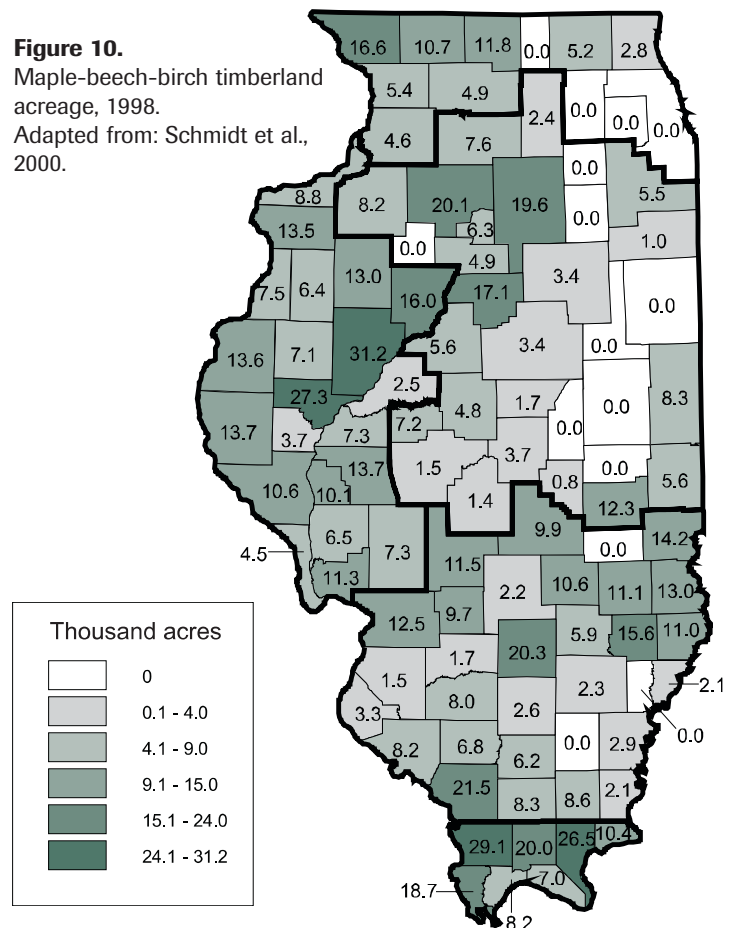 Figure 10.
Maple-beech-birch timberland
acreage, 1998.
Adapted from: Schmidt et al.,
2000.
16.6 10.7 11.8 0.0 5.2 2.8
5.4 4.9 2.4 0.0 0.0 0.0
4.6 7.6
0.0
8.8 8.2 20.1 19.6 0.0 5.5
13.5 6.3 1.0
0.0 4.9
7.5 6.4 13.0 16.0 17.1 3.4 0.0
13.6 7.1 31.2 5.6 3.4 0.0
27.3 2.5 8.3
13.7 3.7 7.3 7.2 4.8 1.7 0.0 0.0
10.6 10.1 13.7 1.5 3.7 0.8 0.0 5.6
1.4 12.3
4.5 6.5 7.3 9.9 0.0 14.2
11.3 11.5 2.2 10.6 11.1 13.0
12.5 9.7 20.3 5.9 15.6 11.0
1.5 1.7 2.3 2.1
3.3 8.0 2.6 0.0
8.2 6.8 6.2 0.0 2.9
21.5 8.3 8.6 2.1
29.1 20.0 26.5 10.4
18.7 7.0
8.2
Thousand acres
0
0.1 - 4.0
4.1 - 9.0
9.1 - 15.0
15.1 - 24.0
24.1 - 31.2